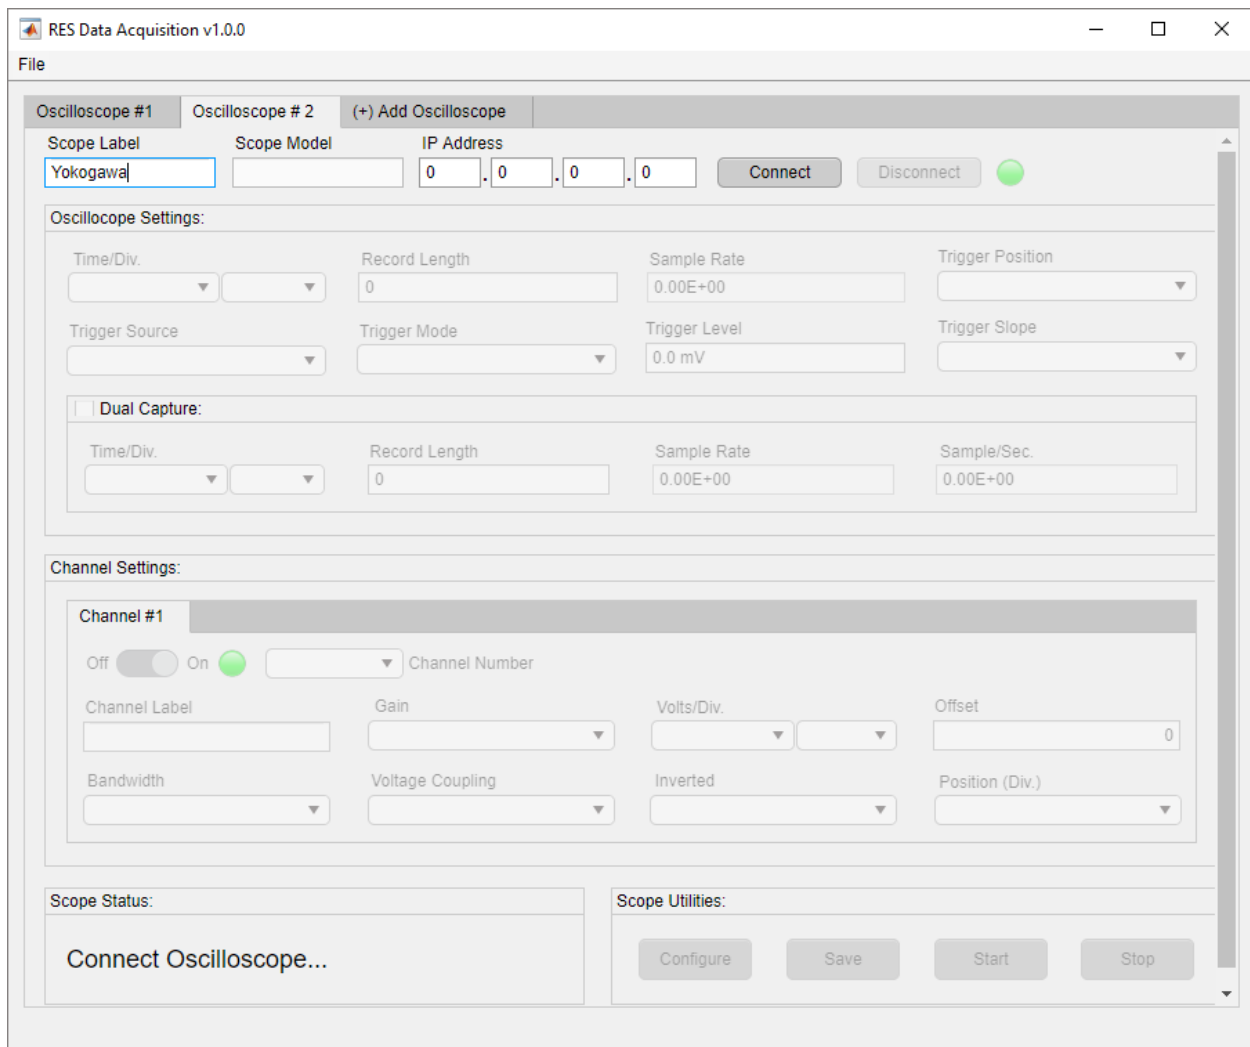 RES Data Acquisition v1.0.0
File
Oscilloscope #1 Oscilloscope # 2 (+) Add Oscilloscope
Scope Label Scope Model IP Address
Yokogawa 0 . 0 . 0 . 0 Connect Disconnect
Oscillocope Settings:
Time/Div. Record Length Sample Rate Trigger Position
0 0.00E+00
Trigger Source Trigger Mode Trigger Level Trigger Slope
0.0 mV
Dual Capture:
Time/Div. Record Length Sample Rate Sample/Sec.
0 0.00E+00 0.00E+00
Channel Settings:
Channel #1
Off On Channel Number
Channel Label Gain Volts/Div. Offset
0
Bandwidth Voltage Coupling Inverted Position (Div.)
Scope Status: Scope Utilities:
Connect Oscilloscope... Configure Save Start Stop